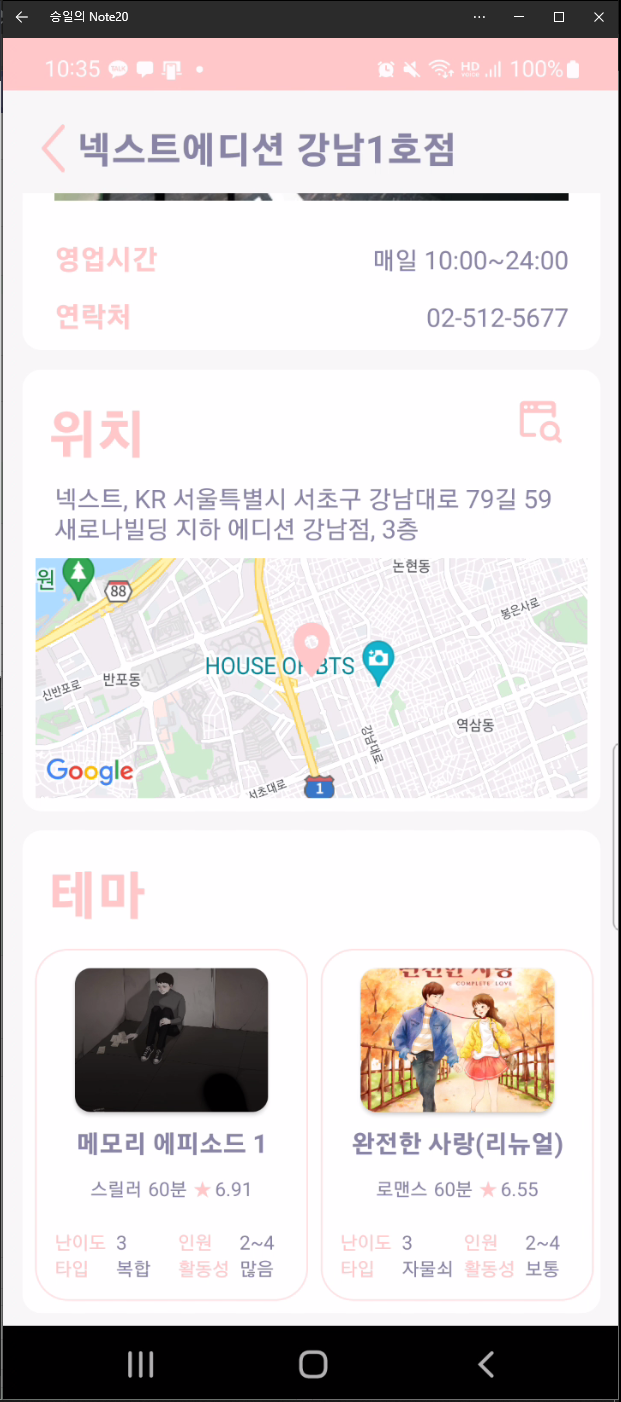 승일의 Note20
10:35 100%
HD
넥스트에디션 강남1호점
영업시간 매일 10:00~24:00
연락처 02-512-5677
위치
넥스트, KR 서울특별시 서초구 강남대로 79길 59
새로나빌딩 지하 에디션 강남점, 3층
원
88
논현동
봉은사로
신반포로
반포동
HOUSE OF BTS
역삼동
강남대로
Google
서초대로
1
테마
COMPLETE LOVE
메모리 에피소드 1
스릴러 60분 ★ 6.91
난이도 3 인원 2~4
타입 복합 활동성 많음
완전한 사랑(리뉴얼)
로맨스 60분 ★ 6.55
난이도 3 인원 2~4
타입 자물쇠 활동성 보통